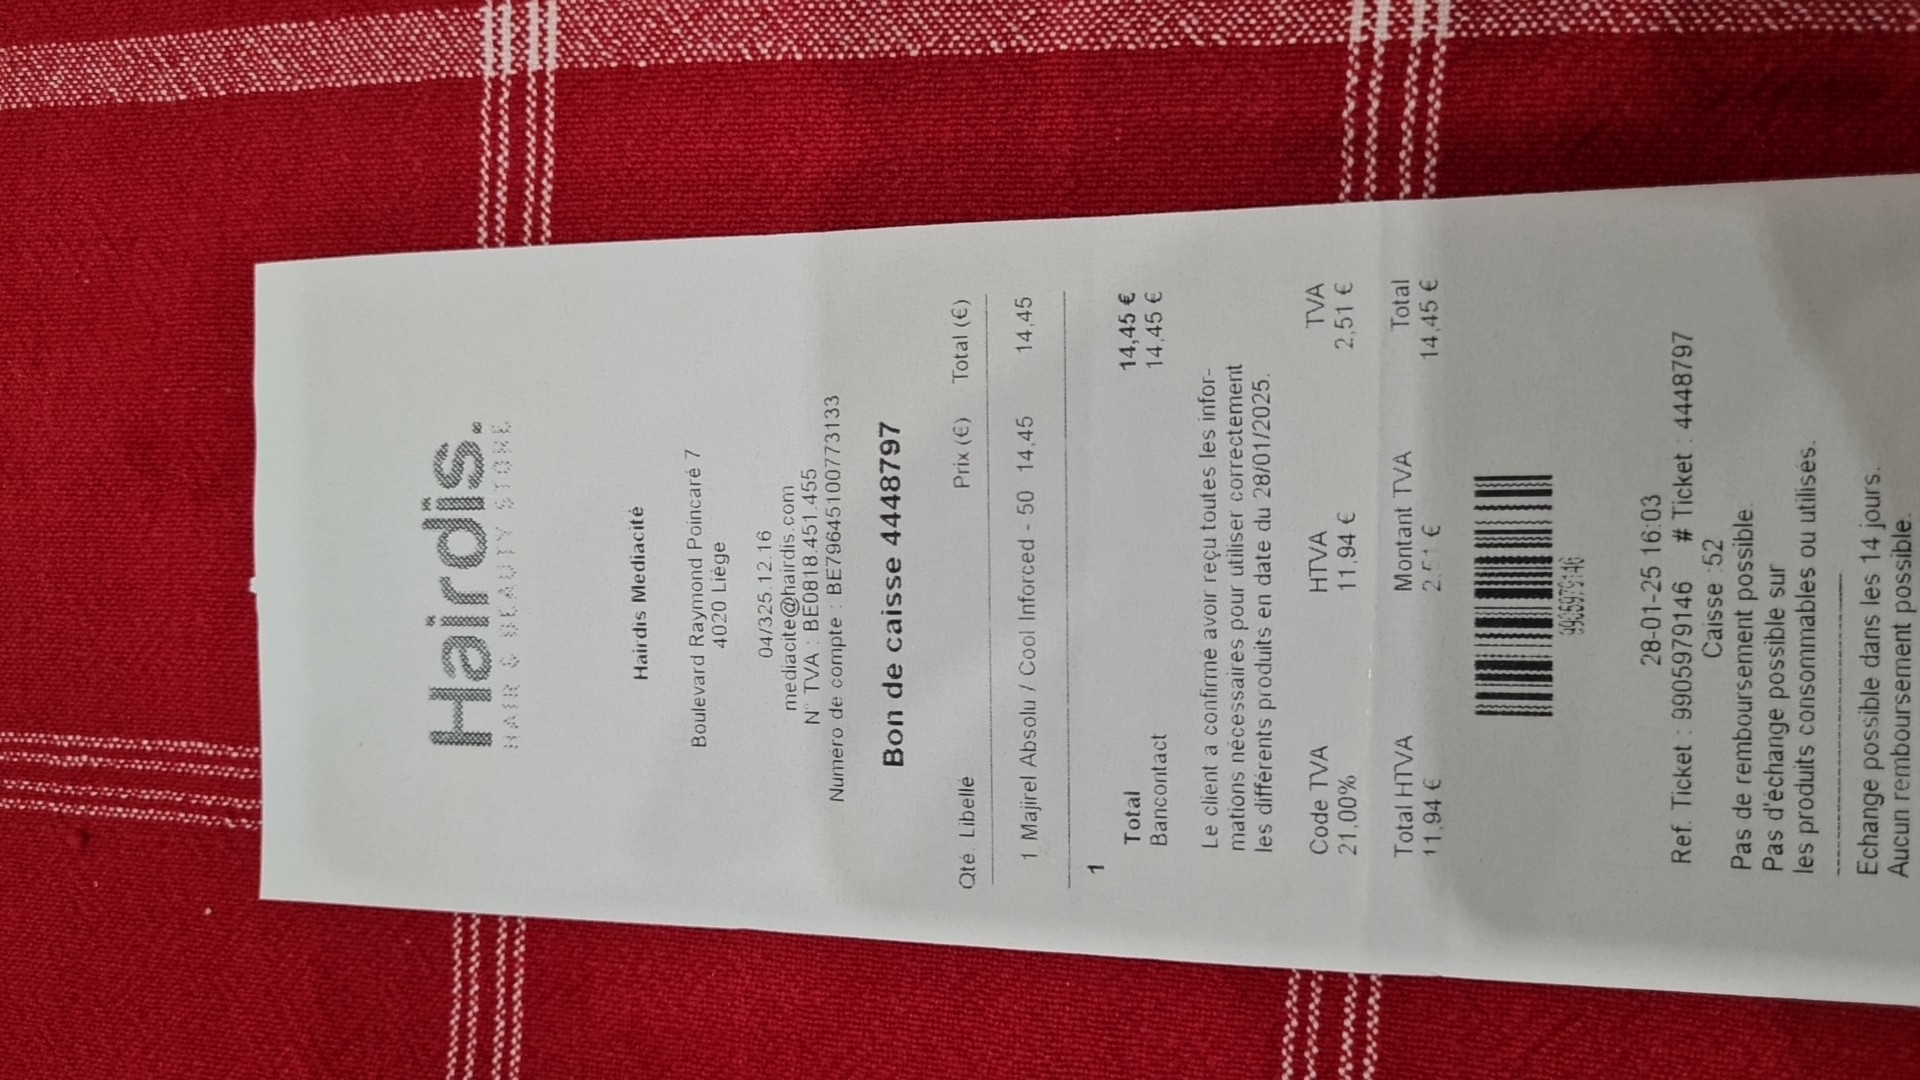 Hairdis.
HAIR & BEAUTY STORE
Hairdis Mediacité
Boulevard Raymond Poincaré 7
4020 Liège
04/325.12.16
mediacite@hairdis.com
N° TVA : BE0818.451.455
Numéro de compte : BE79645100773133
Bon de caisse 4448797
Qté. Libellé Prix (€) Total (€)
1 Majirel Absolu / Cool Inforced - 50 14,45 14,45
1
Total 14,45 €
Bancontact 14,45 €
Le client a confirmé avoir reçu toutes les infor-
mations nécessaires pour utiliser correctement
les différents produits en date du 28/01/2025.
Code TVA HTVA TVA
21,00% 11,94 € 2,51 €
Total HTVA Montant TVA Total
11,94 € 2,51 € 14,45 €
9905979146
28-01-25 16:03
Ref. Ticket : 9905979146 # Ticket : 4448797
Caisse :52
Pas de remboursement possible.
Pas d'échange possible sur
les produits consommables ou utilisés.
Echange possible dans les 14 jours.
Aucun remboursement possible.